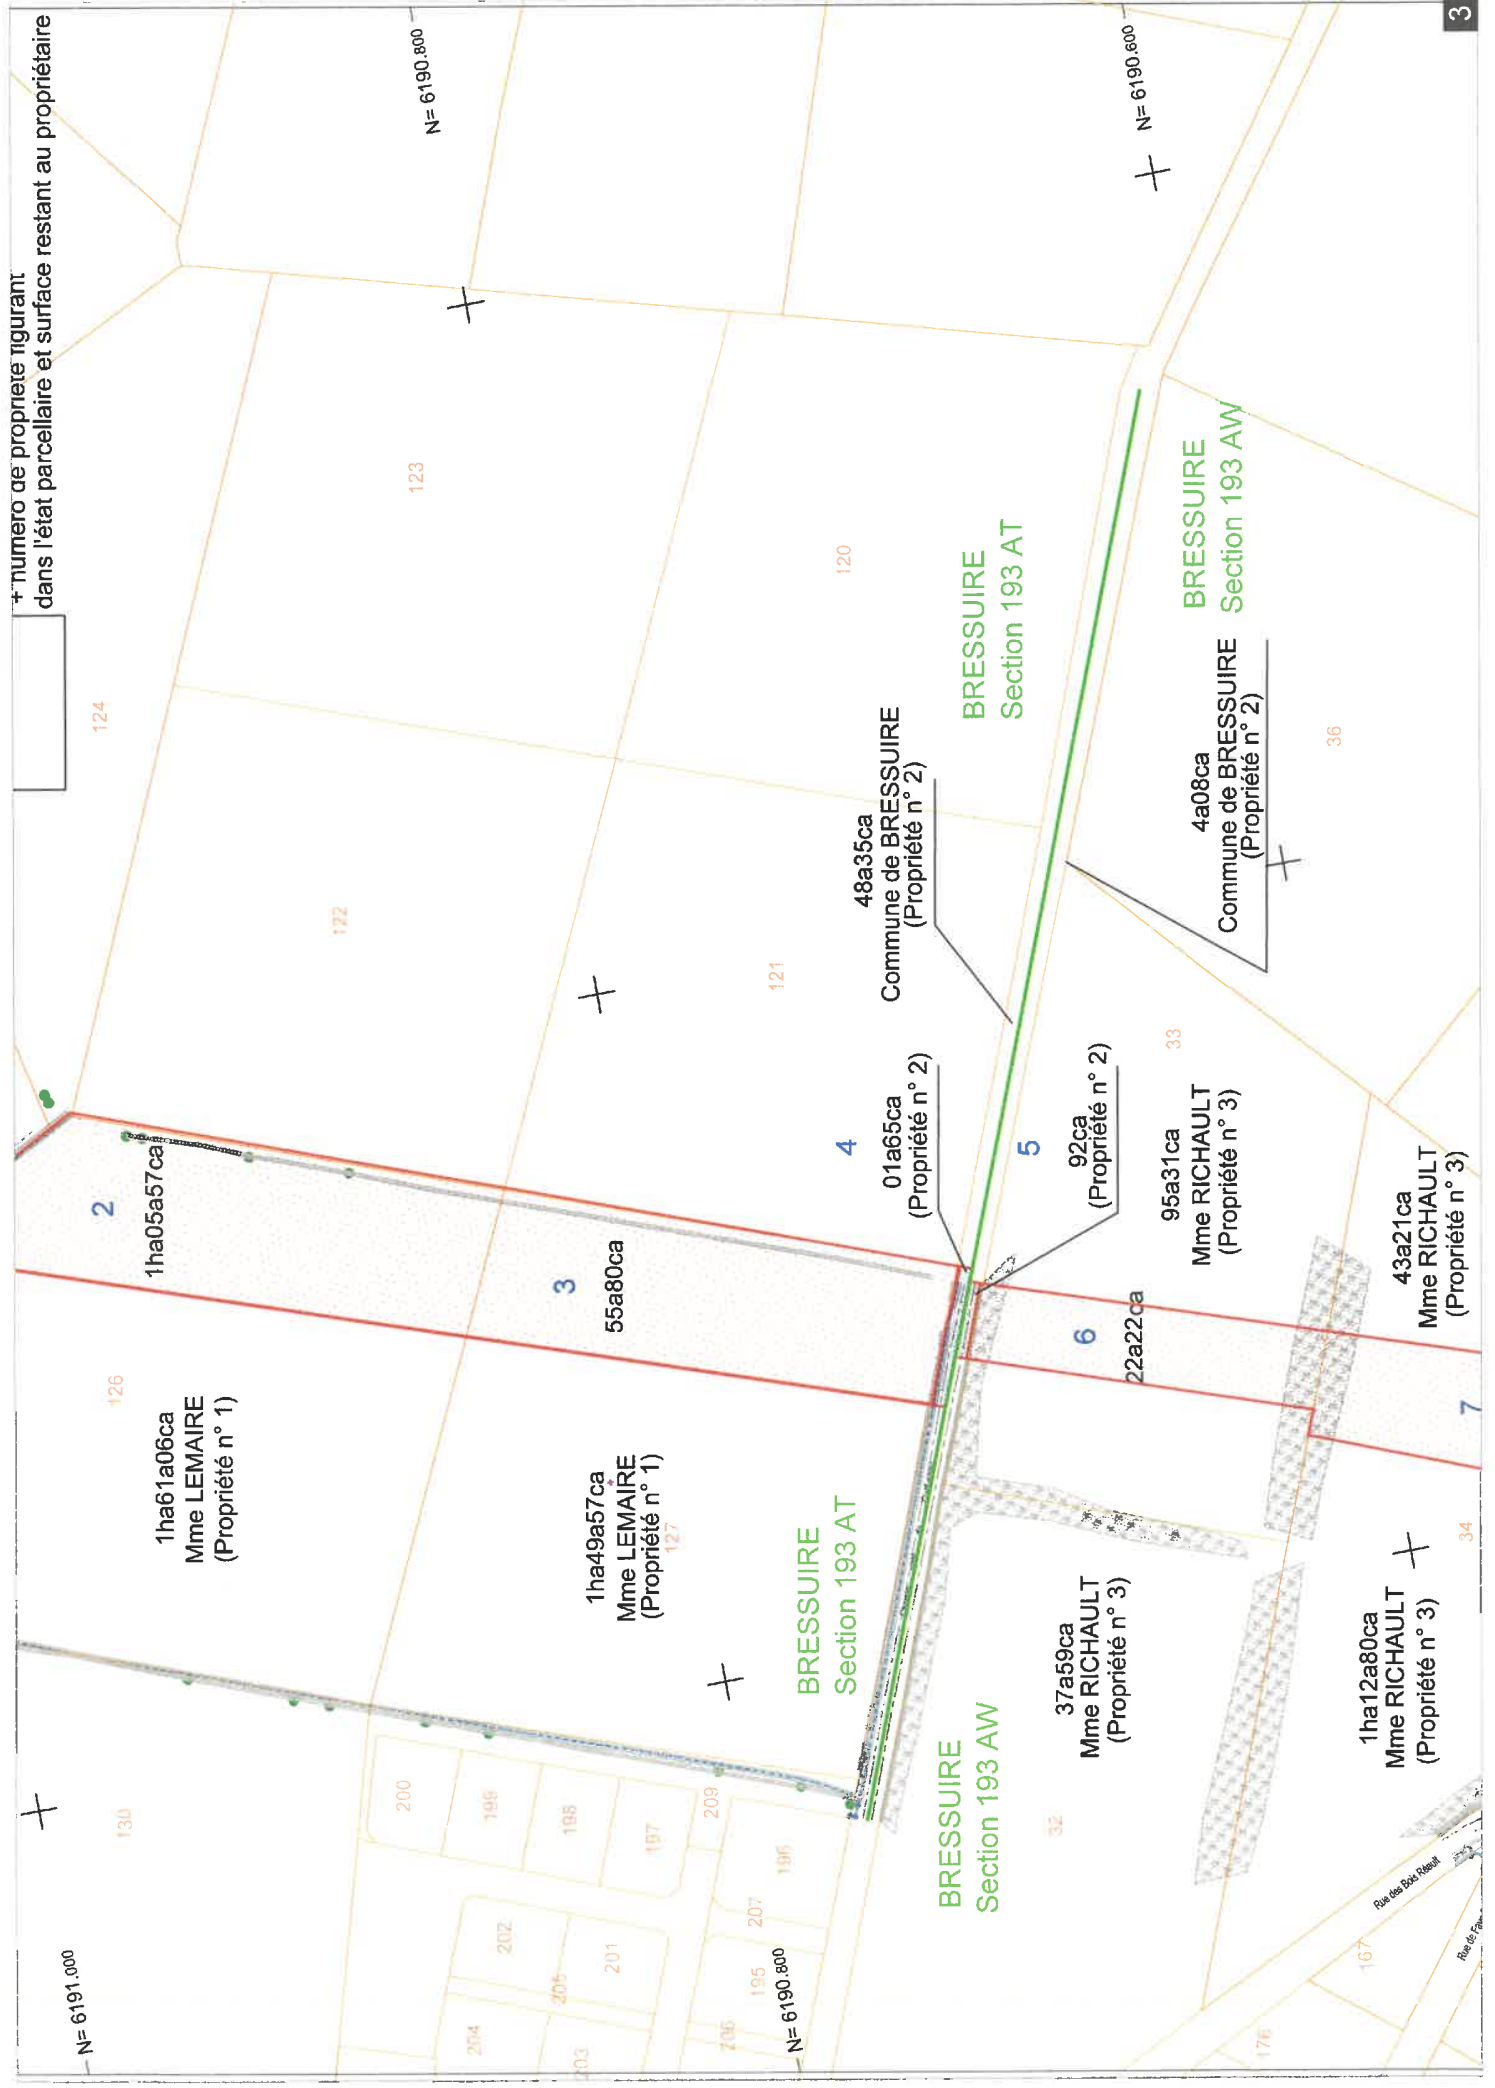 + numéro de propriété figurant
dans l'état parcellaire et surface restant au propriétaire
N= 6191.000
N= 6190.800
N= 6190.800
N= 6190.600
130
126
2
1ha05a57ca
124
1ha61a06ca
Mme LEMAIRE
(Propriété n° 1)
122
123
200
199
198
197
209
196
207
202
201
205
195
204
203
206
1ha49a57ca
Mme LEMAIRE
(Propriété n° 1)
127
3
55a80ca
121
120
BRESSUIRE
Section 193 AT
4
01a65ca
(Propriété n° 2)
48a35ca
Commune de BRESSUIRE
(Propriété n° 2)
BRESSUIRE
Section 193 AT
BRESSUIRE
Section 193 AW
5
92ca
(Propriété n° 2)
4a08ca
Commune de BRESSUIRE
(Propriété n° 2)
BRESSUIRE
Section 193 AW
32
37a59ca
Mme RICHAULT
(Propriété n° 3)
6
22a22ca
95a31ca
Mme RICHAULT
(Propriété n° 3)
33
36
176
167
Rue des Bois Réault
Rue de
1ha12a80ca
Mme RICHAULT
(Propriété n° 3)
34
7
43a21ca
Mme RICHAULT
(Propriété n° 3)
3